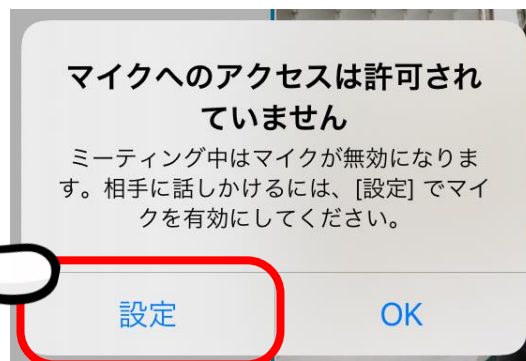 マイクへのアクセスは許可され
ていません
ミーティング中はマイクが無効になりま
す。相手に話しかけるには、[設定] でマイ
クを有効にしてください。
設定
OK